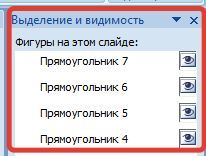 Выделение и видимость
Фигуры на этом слайде:
Прямоугольник 7
Прямоугольник 6
Прямоугольник 5
Прямоугольник 4